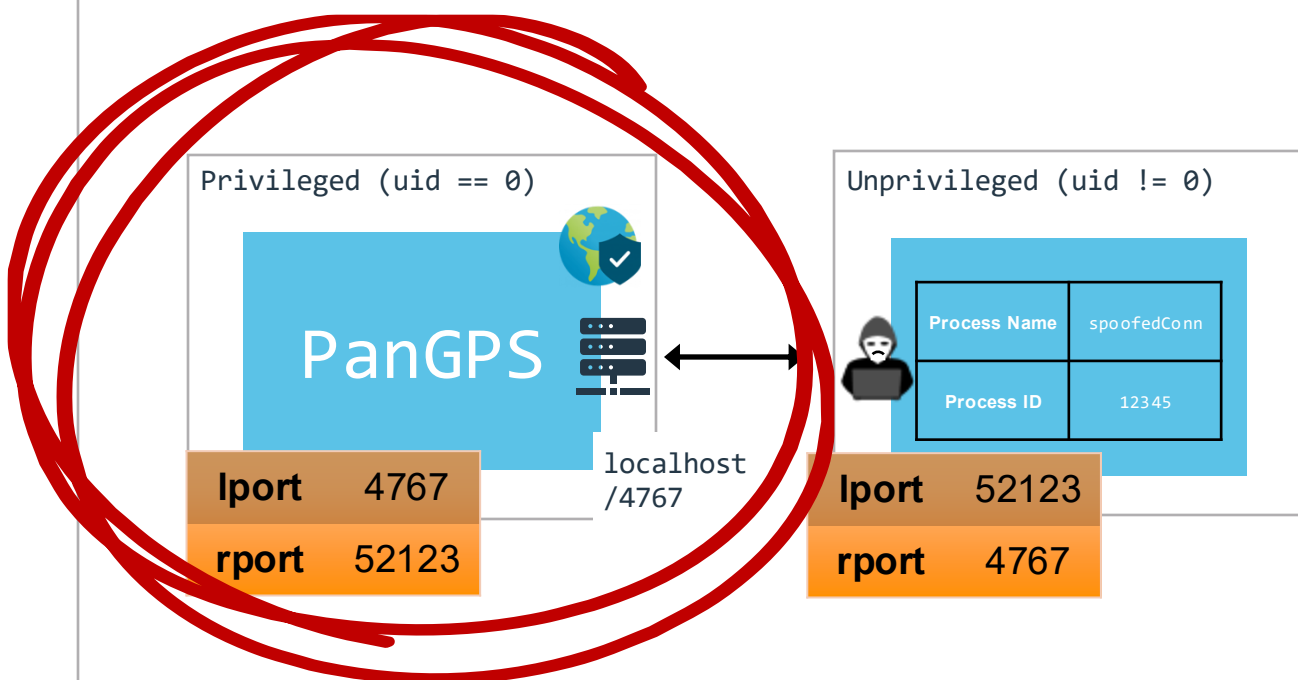 Privileged (uid == 0)
PanGPS
localhost
/4767
lport 4767
rport 52123
Unprivileged (uid != 0)
Process Name spoofedConn
Process ID 12345
lport 52123
rport 4767